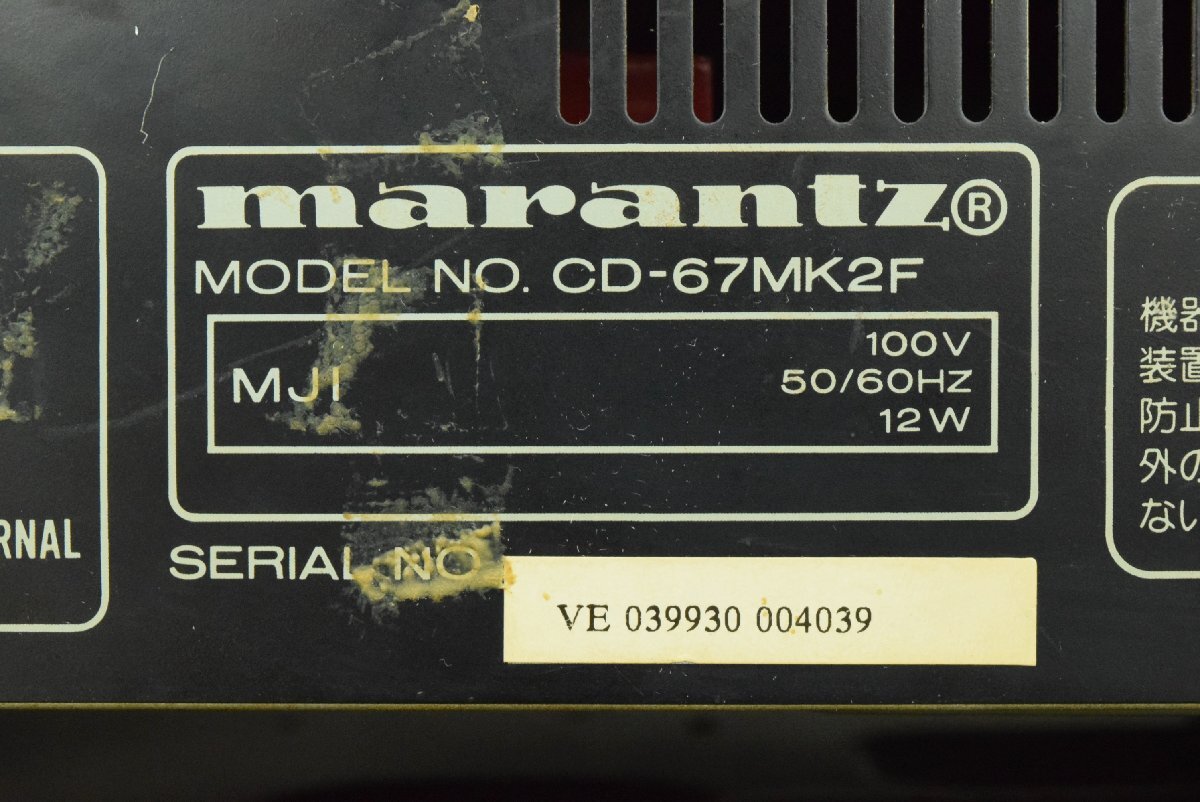 marantz®
MODEL NO. CD-67MK2F
MJI
100V
50/60HZ
12W
SERIAL NO
VE 039930 004039
RNAL
機器
装置
防止
外の
ない